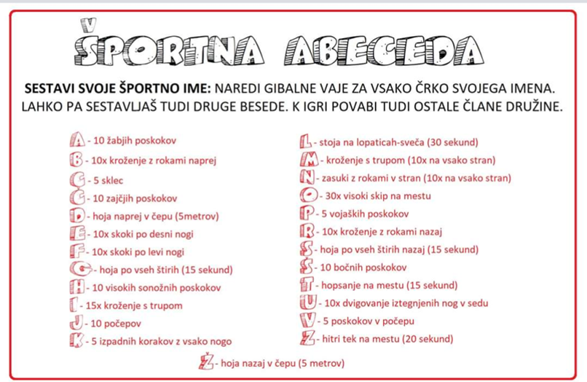 ŠPORTNA ABECEDA
SESTAVI SVOJE ŠPORTNO IME: NAREDI GIBALNE VAJE ZA VSAKO ČRKO SVOJEGA IMENA.
LAHKO PA SESTAVLJAŠ TUDI DRUGE BESEDE. K IGRI POVABI TUDI OSTALE ČLANE DRUŽINE.
A - 10 žabjih poskokov
B - 10x kroženje z rokami naprej
C - 5 sklec
Č - 10 zajčjih poskokov
D - hoja naprej v čepu (5metrov)
E - 10x skoki po desni nogi
F - 10x skoki po levi nogi
G - hoja po vseh štirih (15 sekund)
H - 10 visokih sonožnih poskokov
I - 15x kroženje s trupom
J - 10 počepov
K - 5 izpadnih korakov z vsako nogo
L - stoja na lopaticah-sveča (30 sekund)
M - kroženje s trupom (10x na vsako stran)
N - zasuki z rokami v stran (10x na vsako stran)
O - 30x visoki skip na mestu
P - 5 vojaških poskokov
R - 10x kroženje z rokami nazaj
S - hoja po vseh štirih nazaj (15 sekund)
Š - 10 bočnih poskokov
T - hopsanje na mestu (15 sekund)
U - 10x dvigovanje iztegnjenih nog v sedu
V - 5 poskokov v počepu
Z - hitri tek na mestu (20 sekund)
Ž - hoja nazaj v čepu (5 metrov)